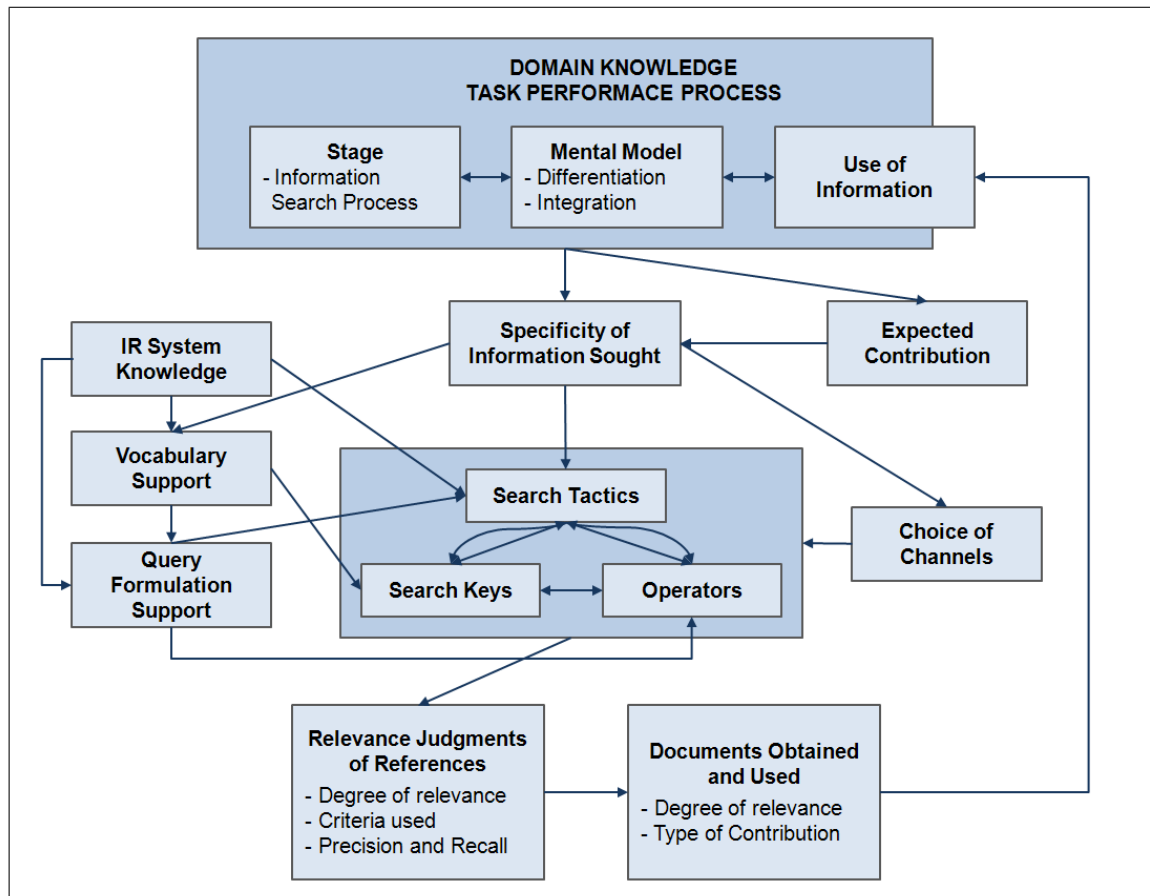 DOMAIN KNOWLEDGE
TASK PERFORMACE PROCESS
Stage
- Information
Search Process
Mental Model
- Differentiation
- Integration
Use of
Information
IR System
Knowledge
Specificity of
Information Sought
Expected
Contribution
Vocabulary
Support
Search Tactics
Choice of
Channels
Query
Formulation
Support
Search Keys
Operators
Relevance Judgments
of References
- Degree of relevance
- Criteria used
- Precision and Recall
Documents Obtained
and Used
- Degree of relevance
- Type of Contribution